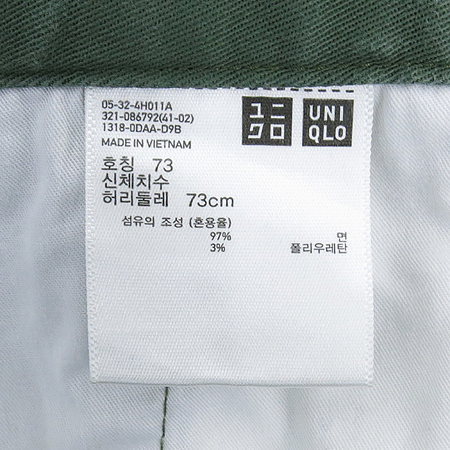 05-32-4H011A
321-086792(41-02)
1318-0DAA-D9B
MADE IN VIETNAM
ユニ
クロ
UNI
QLO
호칭 73
신체치수
허리둘레 73cm
섬유의 조성 (혼용율)
97% 면
3% 폴리우레탄